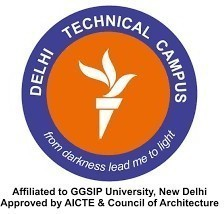 DELHI TECHNICAL CAMPUS
from darkness lead me to light
Affiliated to GGSIP University, New Delhi
Approved by AICTE & Council of Architecture